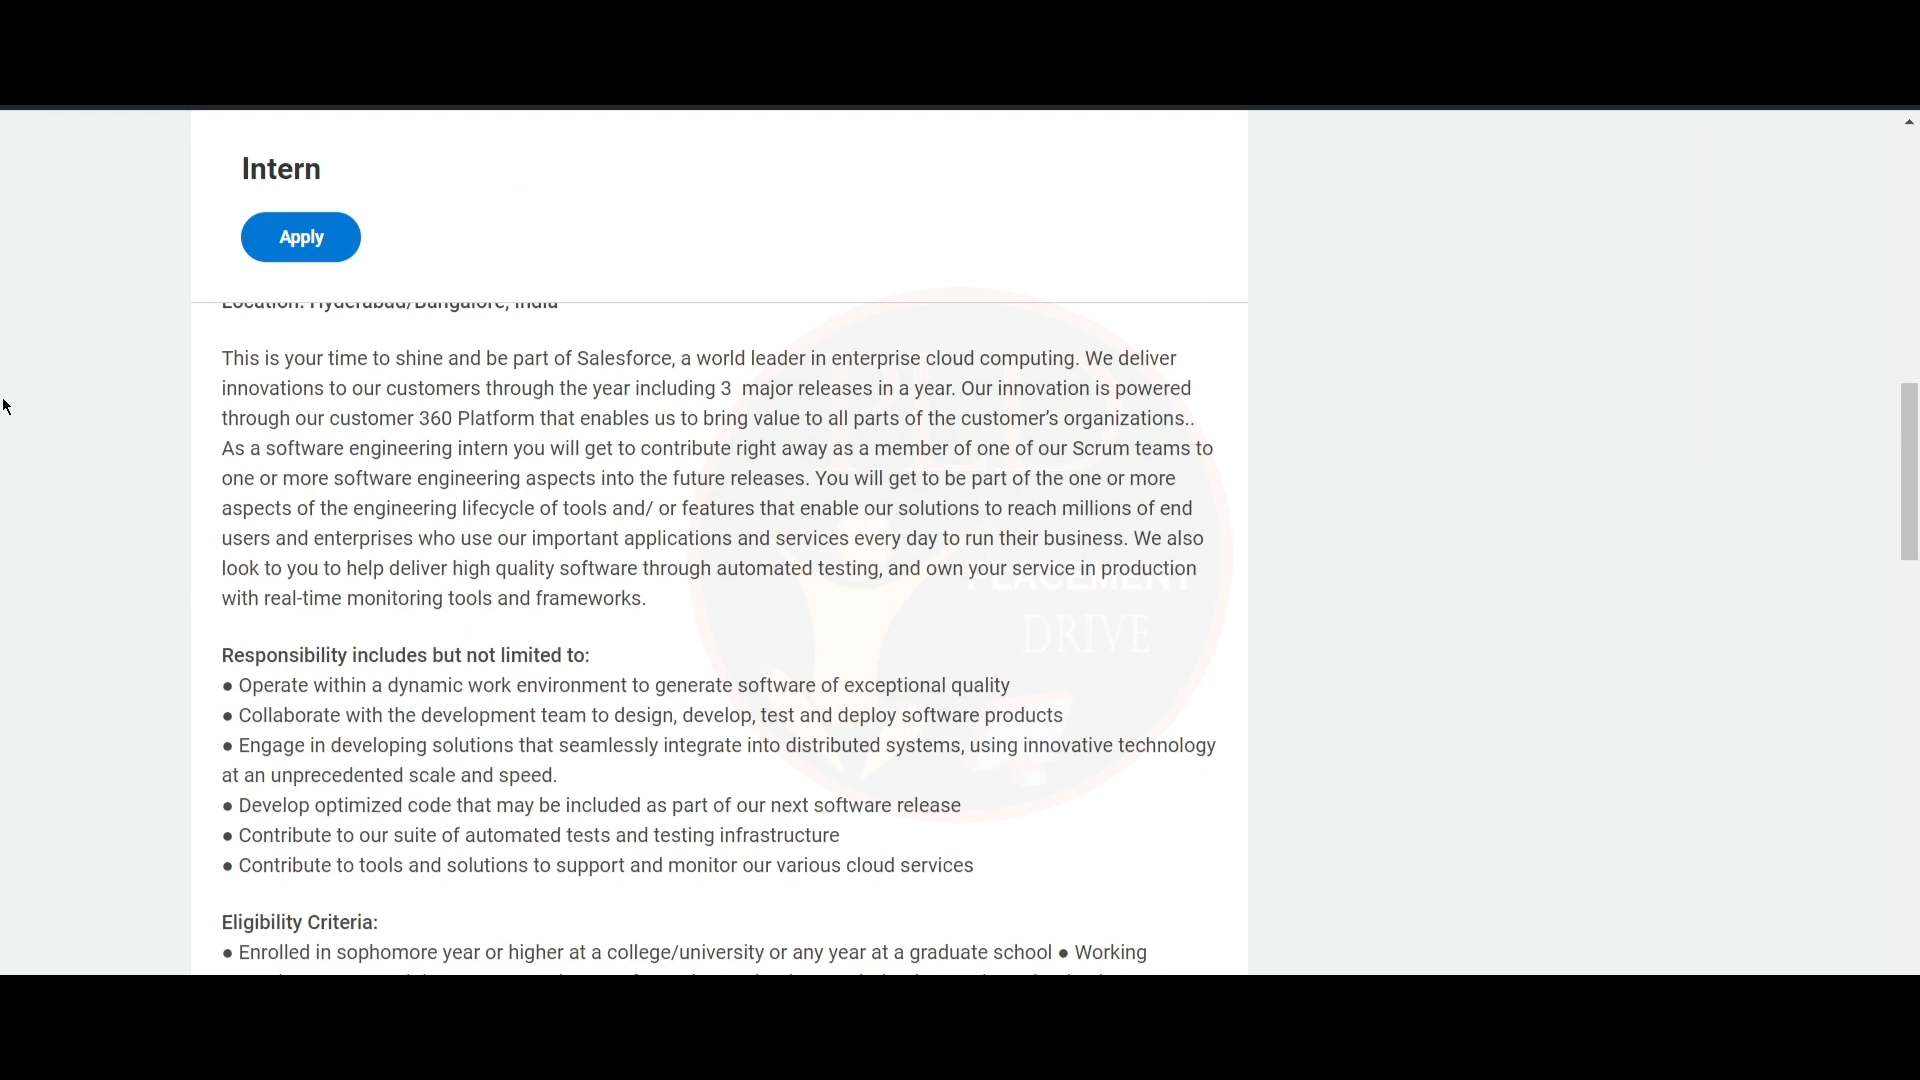 Intern
Apply
Location: Hyderabad/Bangalore, India
This is your time to shine and be part of Salesforce, a world leader in enterprise cloud computing. We deliver
innovations to our customers through the year including 3  major releases in a year. Our innovation is powered
through our customer 360 Platform that enables us to bring value to all parts of the customer’s organizations..
As a software engineering intern you will get to contribute right away as a member of one of our Scrum teams to
one or more software engineering aspects into the future releases. You will get to be part of the one or more
aspects of the engineering lifecycle of tools and/ or features that enable our solutions to reach millions of end
users and enterprises who use our important applications and services every day to run their business. We also
look to you to help deliver high quality software through automated testing, and own your service in production
with real-time monitoring tools and frameworks.
PLACEMENT
DRIVE
Responsibility includes but not limited to:
● Operate within a dynamic work environment to generate software of exceptional quality
● Collaborate with the development team to design, develop, test and deploy software products
● Engage in developing solutions that seamlessly integrate into distributed systems, using innovative technology
at an unprecedented scale and speed.
● Develop optimized code that may be included as part of our next software release
● Contribute to our suite of automated tests and testing infrastructure
● Contribute to tools and solutions to support and monitor our various cloud services
Eligibility Criteria:
● Enrolled in sophomore year or higher at a college/university or any year at a graduate school ● Working